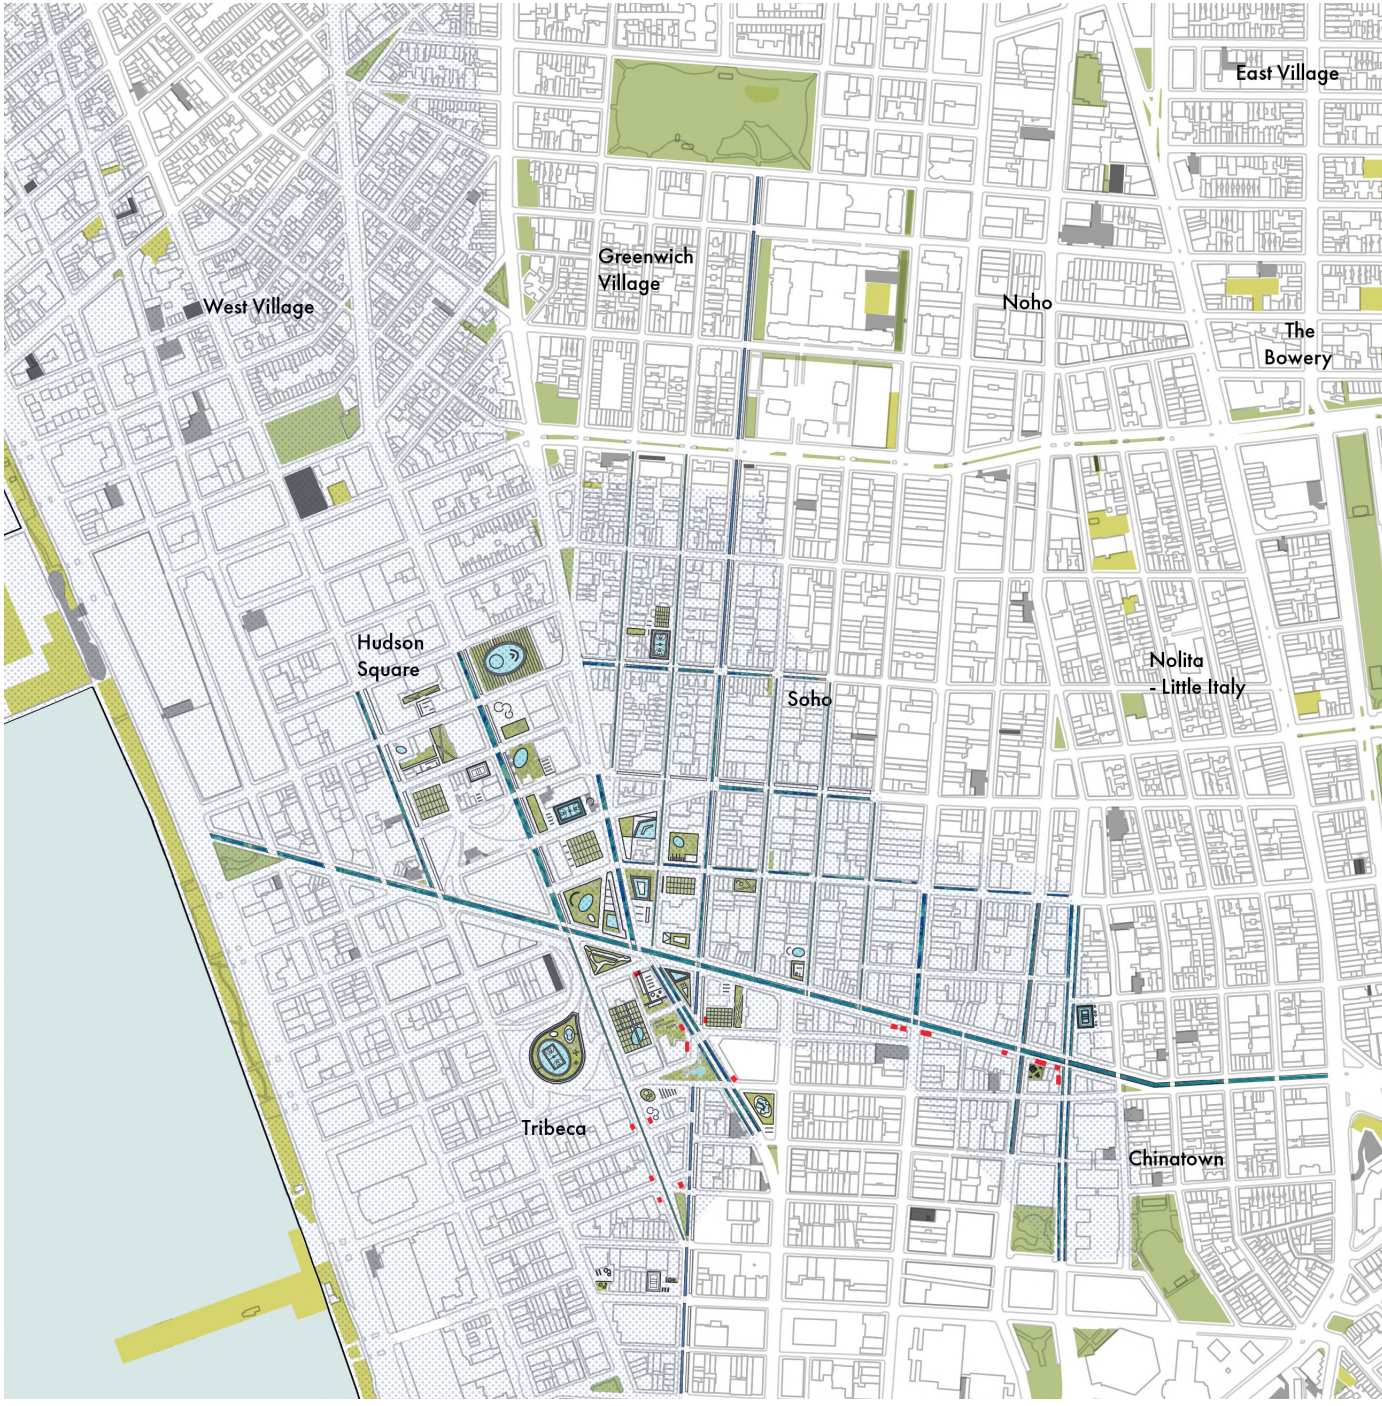 East Village
Greenwich
Village
West Village
Noho
The
Bowery
Hudson
Square
Nolita
- Little Italy
Soho
Tribeca
Chinatown